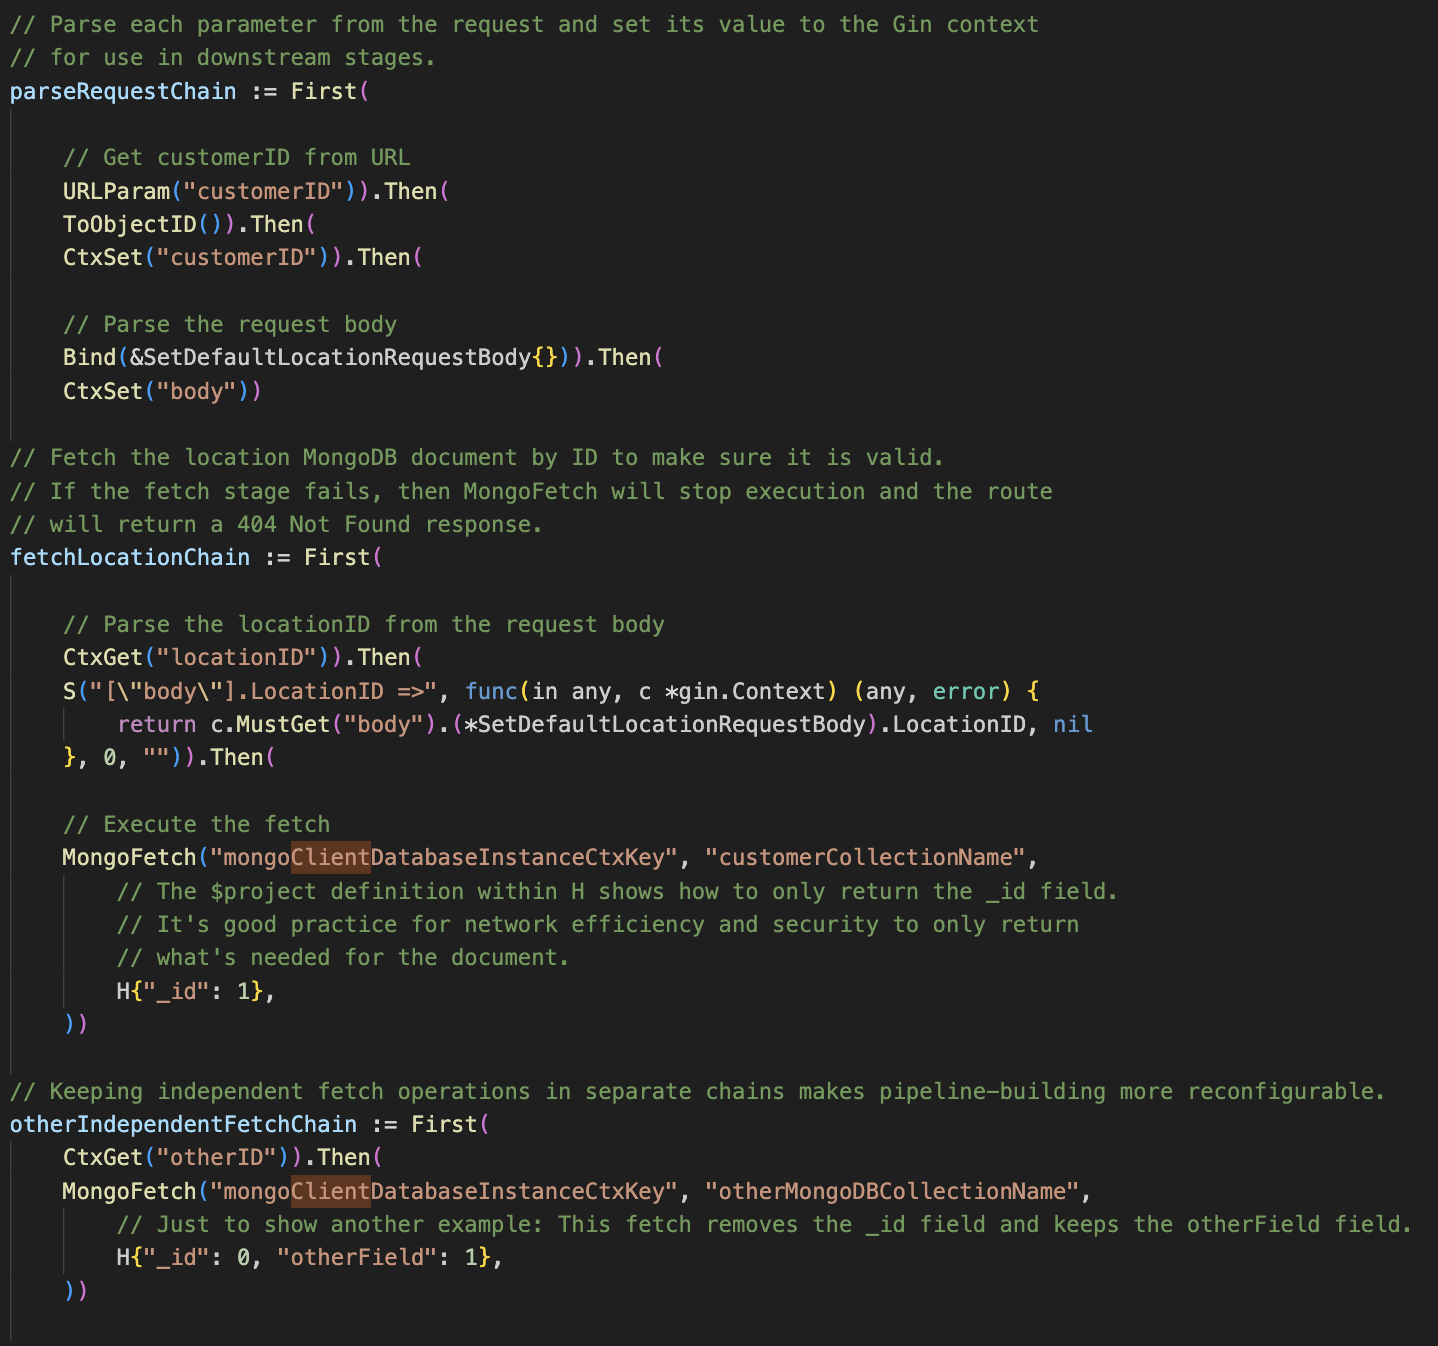 // Parse each parameter from the request and set its value to the Gin context
// for use in downstream stages.
parseRequestChain := First(
// Get customerID from URL
URLParam("customerID")).Then(
ToObjectID()).Then(
CtxSet("customerID")).Then(
// Parse the request body
Bind(&SetDefaultLocationRequestBody{})).Then(
CtxSet("body"))
// Fetch the location MongoDB document by ID to make sure it is valid.
// If the fetch stage fails, then MongoFetch will stop execution and the route
// will return a 404 Not Found response.
fetchLocationChain := First(
// Parse the locationID from the request body
CtxGet("locationID")).Then(
S("[\"body\"].LocationID =>", func(in any, c *gin.Context) (any, error) {
return c.MustGet("body").(*SetDefaultLocationRequestBody).LocationID, nil
}, 0, "")).Then(
// Execute the fetch
MongoFetch("mongoClientDatabaseInstanceCtxKey", "customerCollectionName",
// The $project definition within H shows how to only return the _id field.
// It's good practice for network efficiency and security to only return
// what's needed for the document.
H{"_id": 1},
))
// Keeping independent fetch operations in separate chains makes pipeline-building more reconfigurable.
otherIndependentFetchChain := First(
CtxGet("otherID")).Then(
MongoFetch("mongoClientDatabaseInstanceCtxKey", "otherMongoDBCollectionName",
// Just to show another example: This fetch removes the _id field and keeps the otherField field.
H{"_id": 0, "otherField": 1},
))